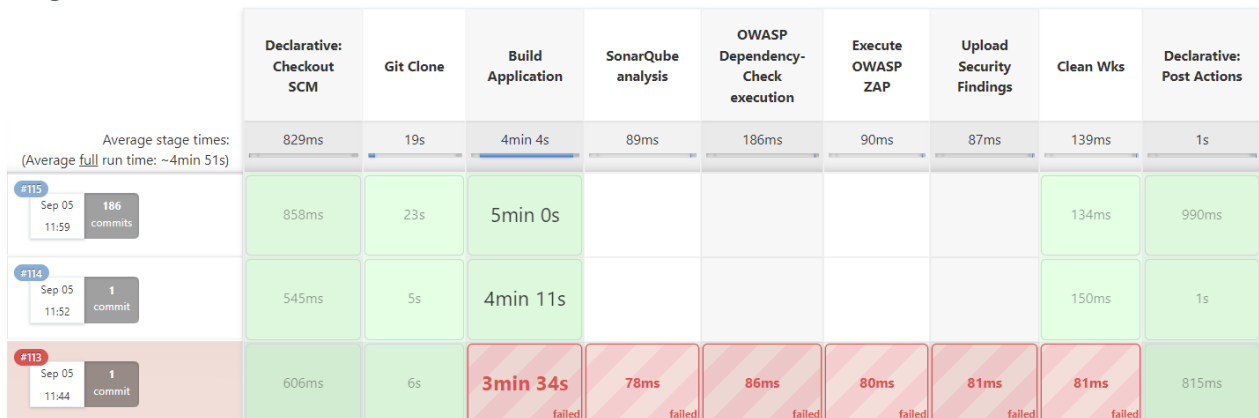 Declarative: Checkout SCM
Git Clone
Build Application
SonarQube analysis
OWASP Dependency-Check execution
Execute OWASP ZAP
Upload Security Findings
Clean Wks
Declarative: Post Actions
Average stage times:
829ms 19s 4min 4s 89ms 186ms 90ms 87ms 139ms 1s
(Average full run time: ~4min 51s)
#115
Sep 05 11:59
186 commits
858ms 23s 5min 0s 134ms 990ms
#114
Sep 05 11:52
1 commit
545ms 5s 4min 11s 150ms 1s
#113
Sep 05 11:44
1 commit
606ms 6s 3min 34s 78ms 86ms 80ms 81ms 81ms 815ms
failed failed failed failed failed failed